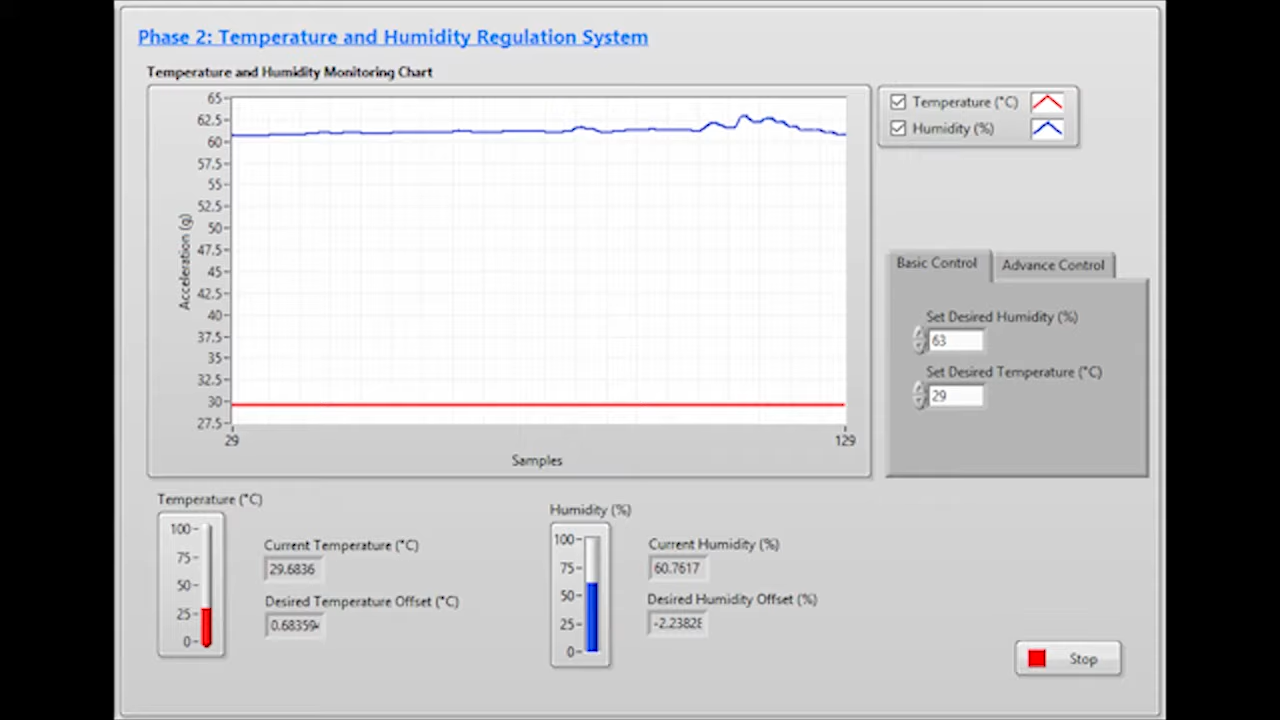 Phase 2: Temperature and Humidity Regulation System
Temperature and Humidity Monitoring Chart
65
62.5
60
57.5
55
52.5
50
47.5
45
42.5
40
37.5
35
32.5
30
27.5
Acceleration (g)
29
129
Samples
Temperature (°C)
Humidity (%)
Basic Control
Advance Control
Set Desired Humidity (%)
63
Set Desired Temperature (°C)
29
Temperature (°C)
100
75
50
25
0
Current Temperature (°C)
29.6836
Desired Temperature Offset (°C)
0.68359
Humidity (%)
100
75
50
25
0
Current Humidity (%)
60.7617
Desired Humidity Offset (%)
-2.2382
Stop